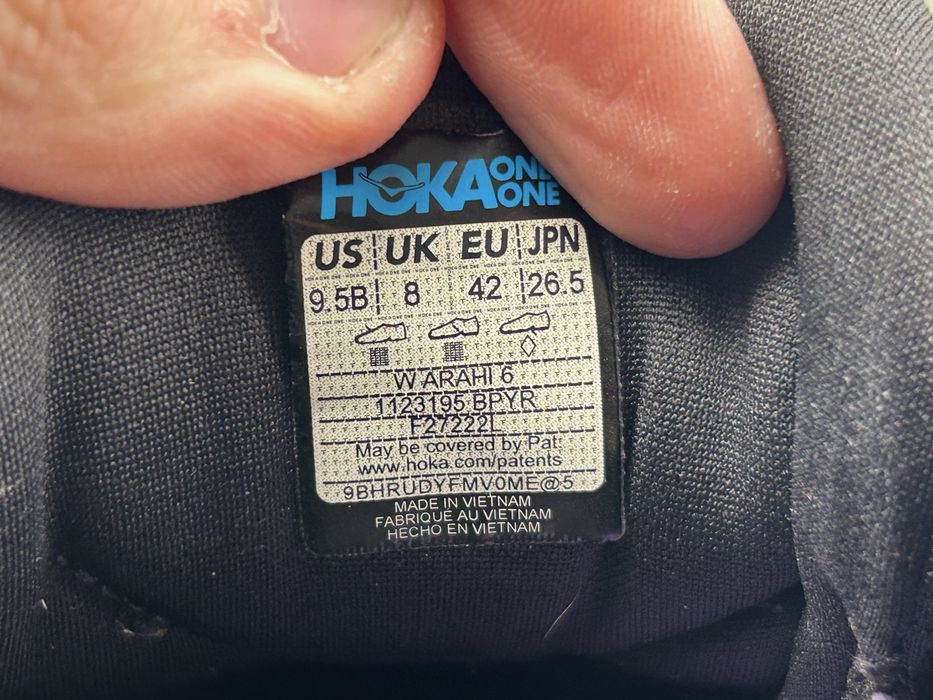 HOKA ONE ONE
US UK EU JPN
9.5B 8 42 26.5
W ARAHI 6
1123195 BPYR
F27222L
May be covered by Pat:
www.hoka.com/patents
9BHRUDYFMV0ME@5
MADE IN VIETNAM
FABRIQUE AU VIETNAM
HECHO EN VIETNAM